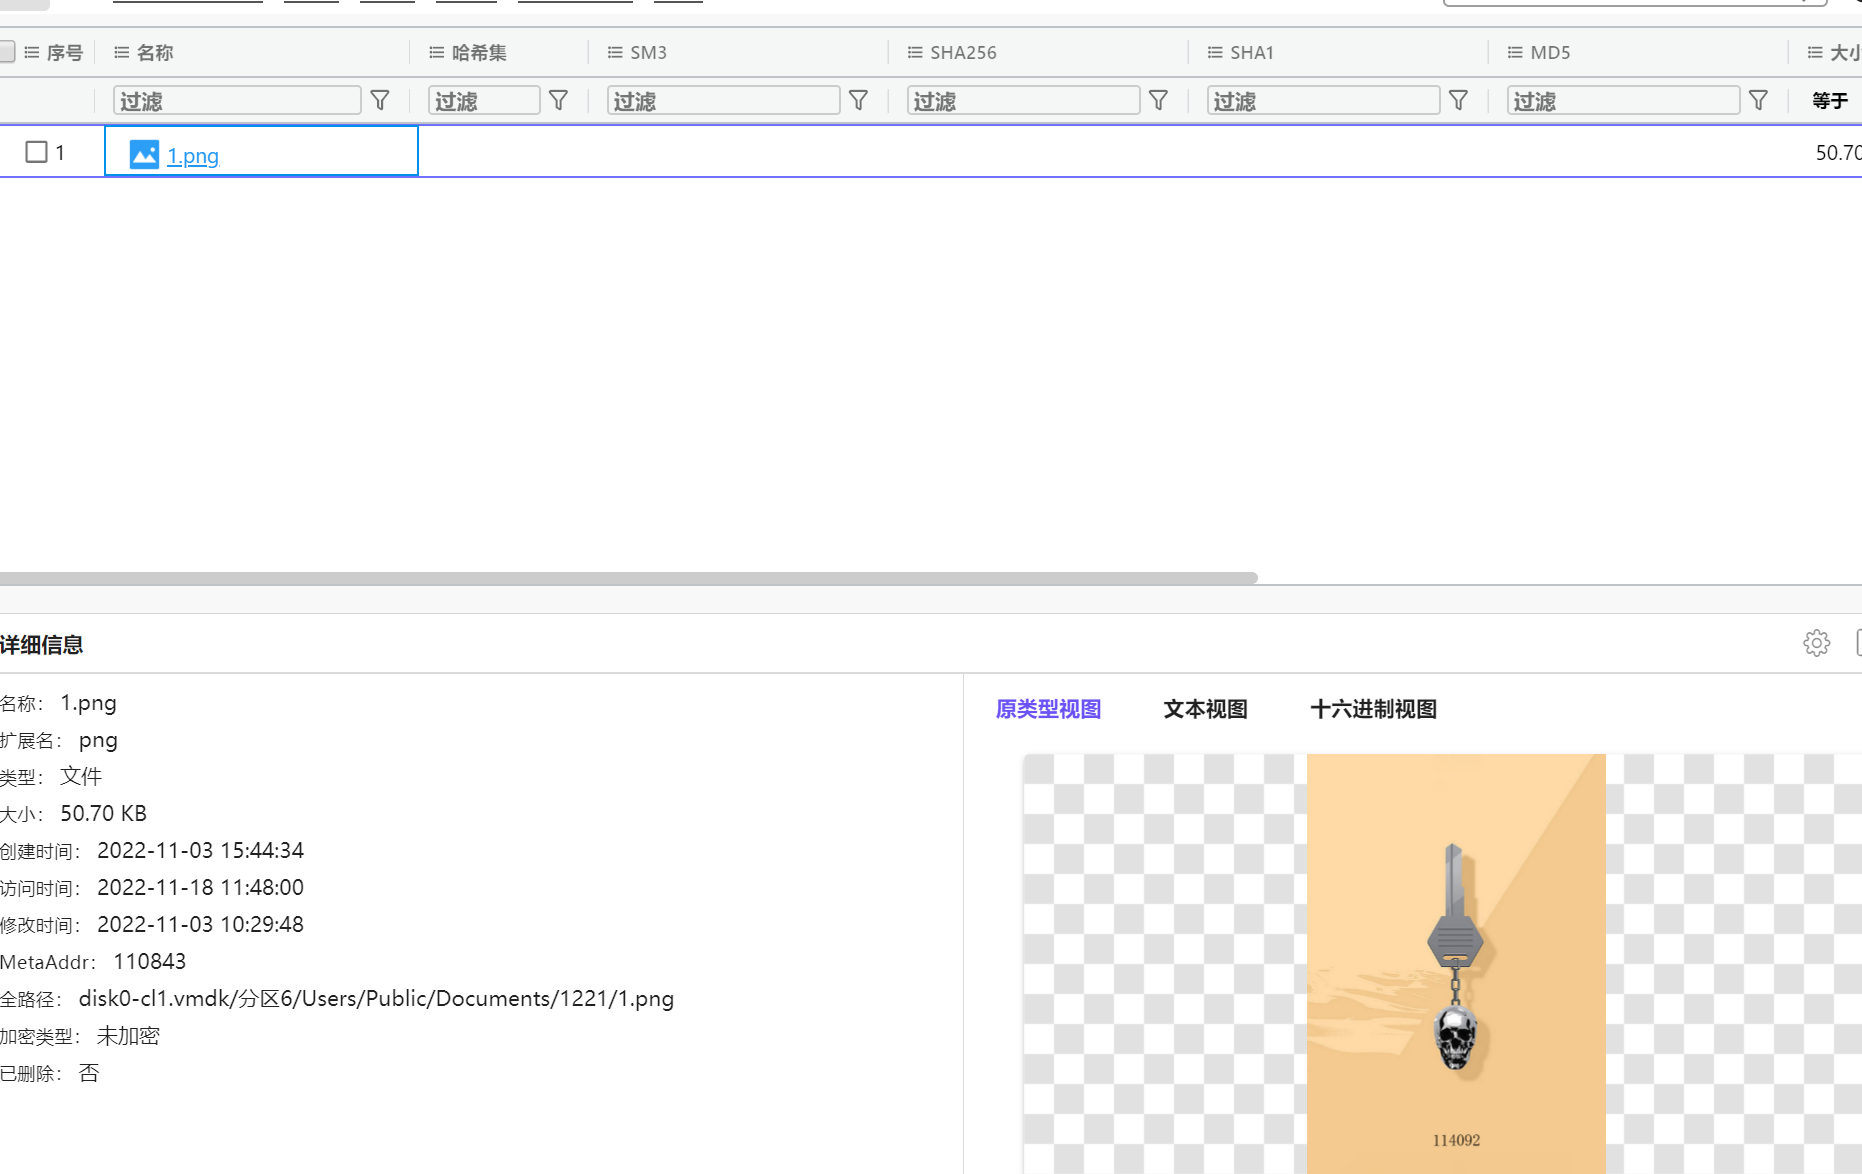 序号 名称 哈希集 SM3 SHA256 SHA1 MD5
过滤 过滤 过滤 过滤 过滤 过滤 等于
1 1.png 50.70
详细信息
名称： 1.png
扩展名： png
类型： 文件
大小： 50.70 KB
创建时间： 2022-11-03 15:44:34
访问时间： 2022-11-18 11:48:00
修改时间： 2022-11-03 10:29:48
MetaAddr： 110843
全路径： disk0-cl1.vmdk/分区6/Users/Public/Documents/1221/1.png
加密类型： 未加密
已删除： 否
原类型视图 文本视图 十六进制视图
114092